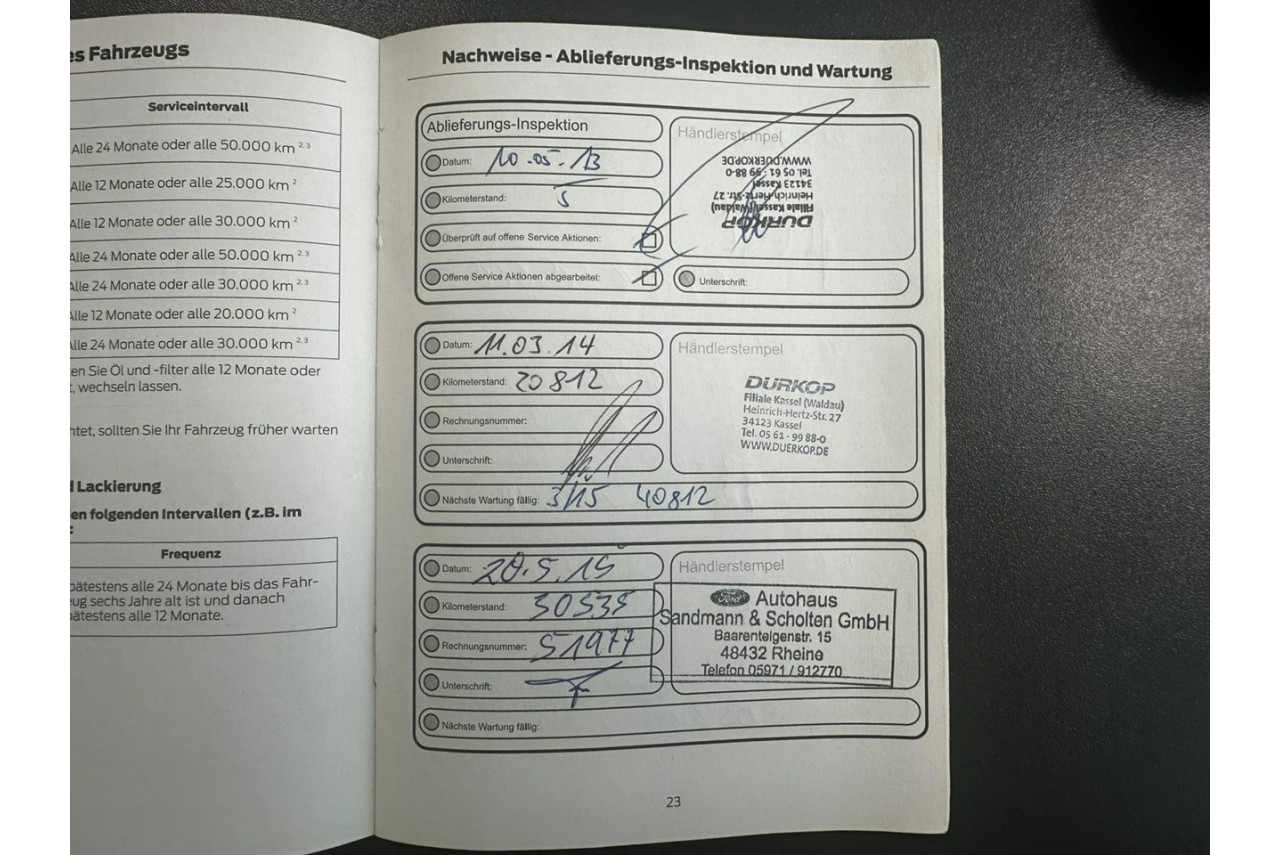 es Fahrzeugs
Serviceintervall
Alle 24 Monate oder alle 50.000 km 2,3
Alle 12 Monate oder alle 25.000 km 2
Alle 12 Monate oder alle 30.000 km 2
Alle 24 Monate oder alle 50.000 km 2,3
Alle 24 Monate oder alle 30.000 km 2,3
Alle 12 Monate oder alle 20.000 km 2
Alle 24 Monate oder alle 30.000 km 2,3
en Sie Öl und -filter alle 12 Monate oder
, wechseln lassen.
htet, sollten Sie Ihr Fahrzeug früher warten
Lackierung
en folgenden Intervallen (z.B. im
Frequenz
pätestens alle 24 Monate bis das Fahr-
eug sechs Jahre alt ist und danach
pätestens alle 12 Monate.
Nachweise - Ablieferungs-Inspektion und Wartung
Ablieferungs-Inspektion
Datum: 10.05.13
Kilometerstand: 5
Überprüft auf offene Service Aktionen:
Offene Service Aktionen abgearbeitet:
Händlerstempel
DÜRKOP
Filiale Kassel (Waldau)
Heinrich-Hertz-Str. 27
34123 Kassel
Tel. 05 61 - 99 88-0
WWW.DUERKOP.DE
Unterschrift:
Datum: 11.03.14
Kilometerstand: 20812
Rechnungsnummer:
Unterschrift:
Nächste Wartung fällig: 3/15 40812
Händlerstempel
DÜRKOP
Filiale Kassel (Waldau)
Heinrich-Hertz-Str. 27
34123 Kassel
Tel. 05 61 - 99 88-0
WWW.DUERKOP.DE
Datum: 20.5.15
Kilometerstand: 30535
Rechnungsnummer: 51977
Unterschrift:
Nächste Wartung fällig:
Händlerstempel
Ford Autohaus
Sandmann & Scholten GmbH
Baarentelgenstr. 15
48432 Rheine
Telefon 05971 / 912770
23